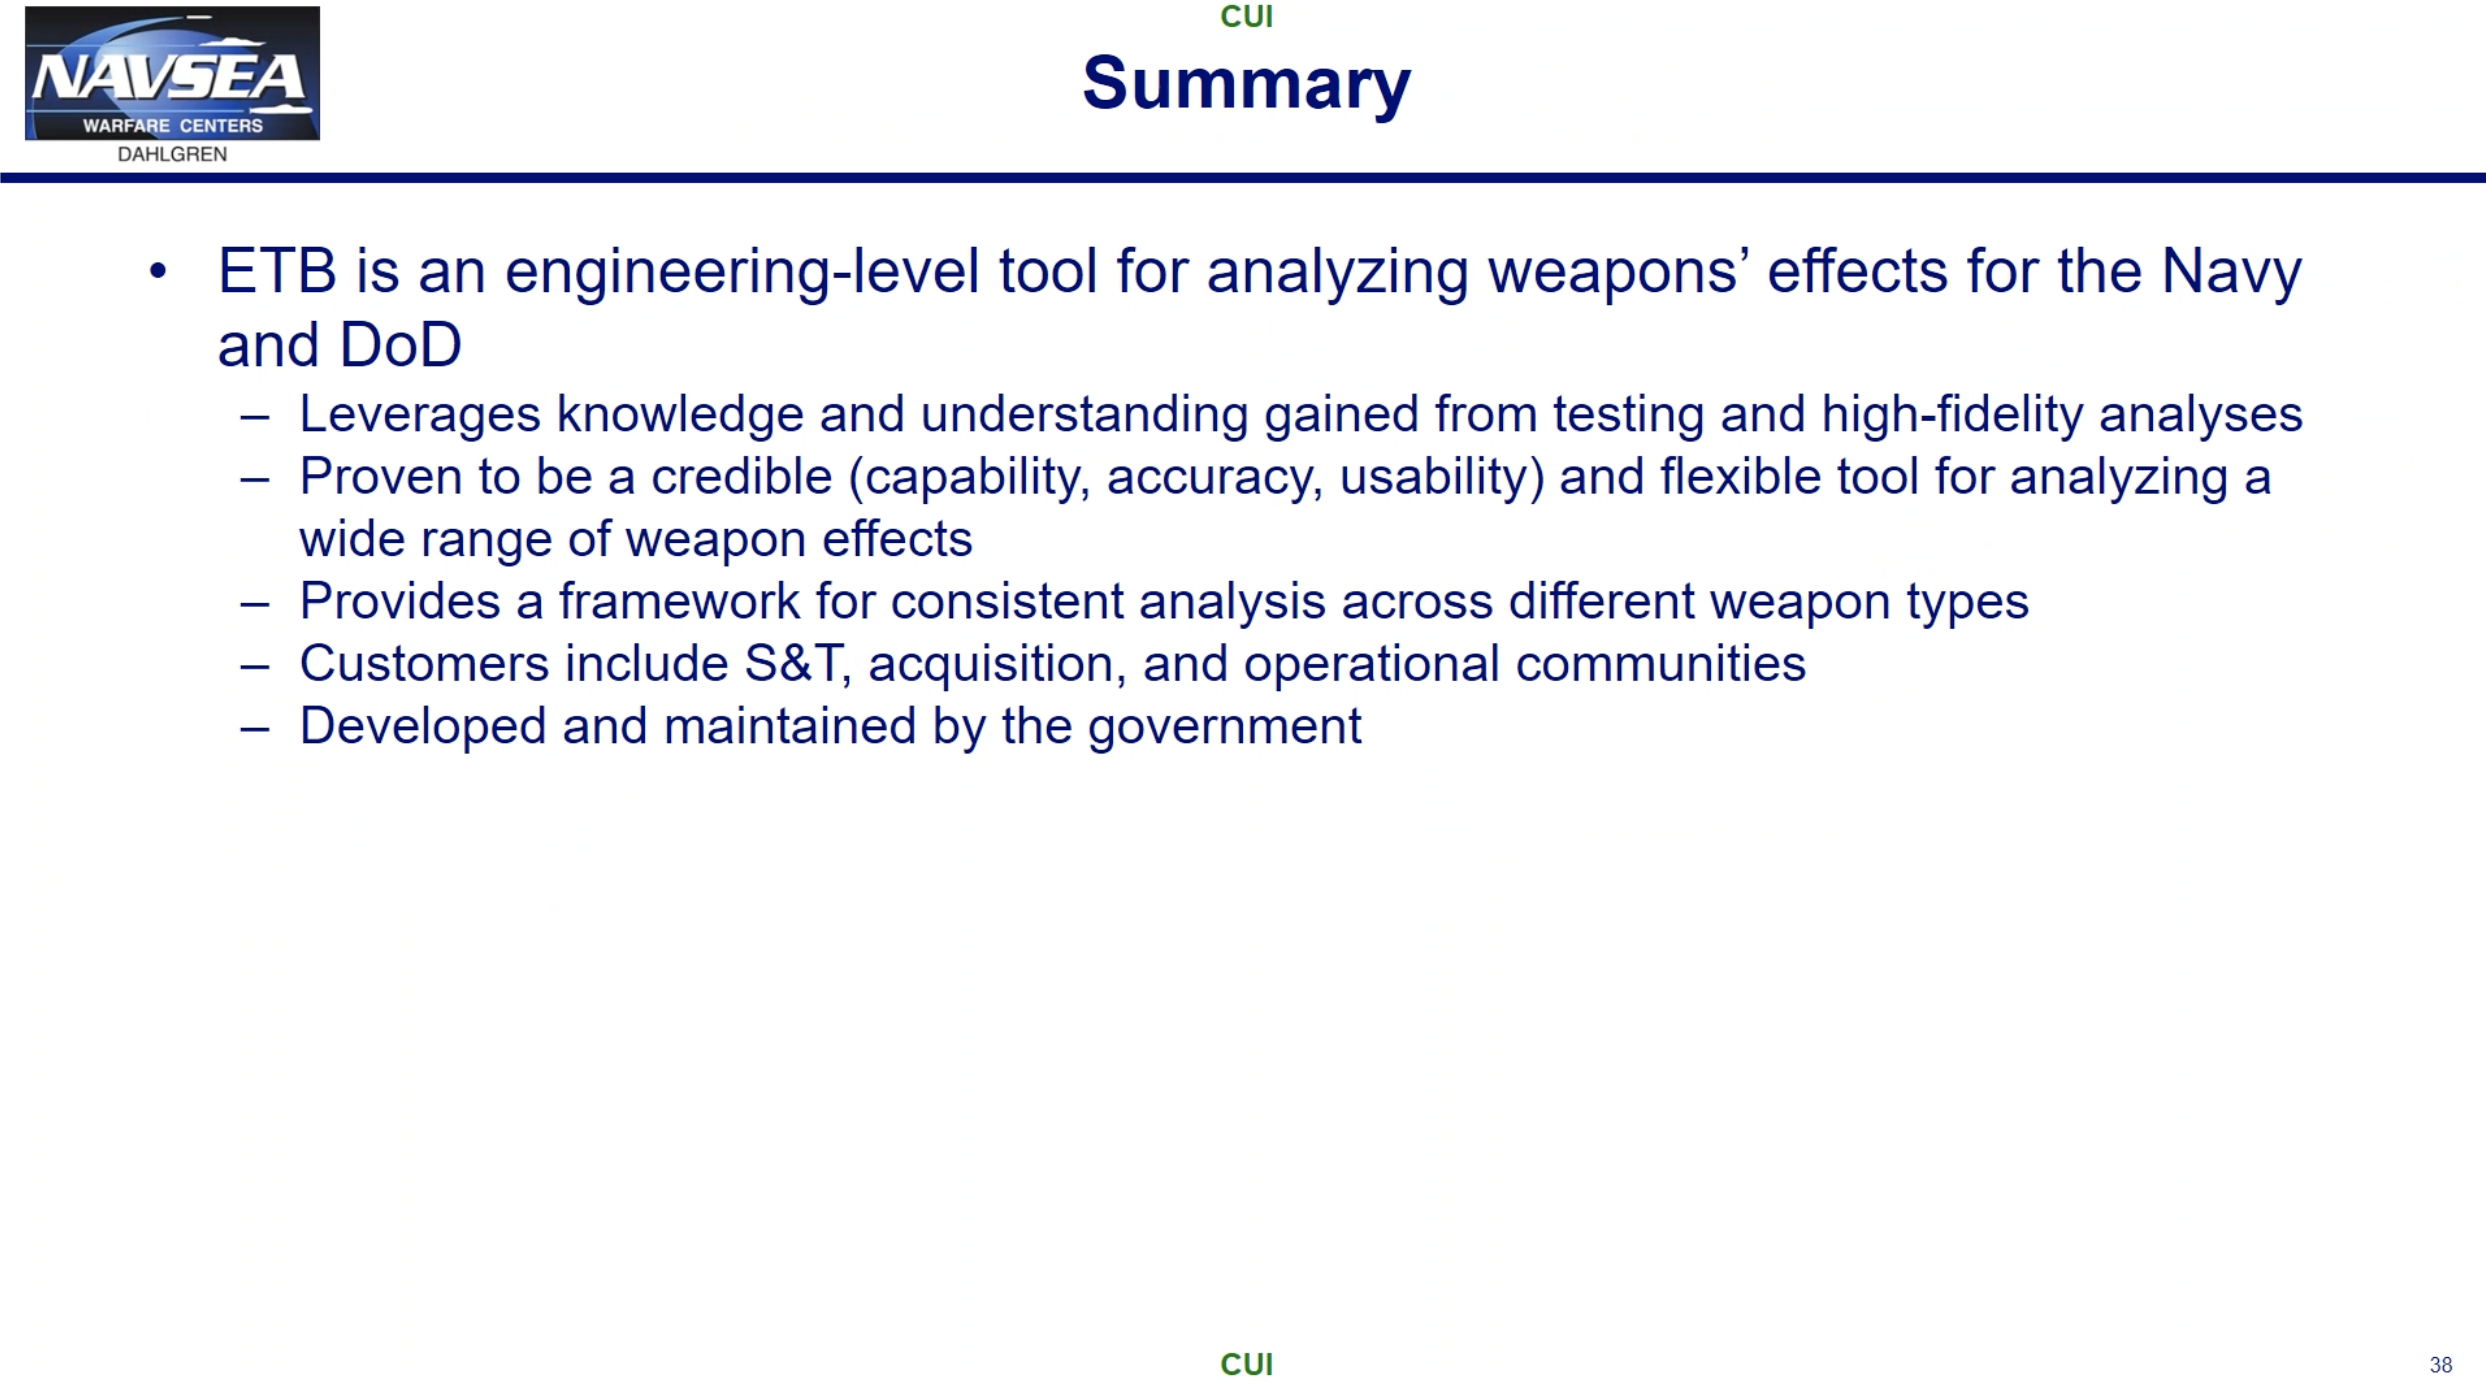 CUI
NAVSEA
WARFARE CENTERS
DAHLGREN
Summary
• ETB is an engineering-level tool for analyzing weapons’ effects for the Navy
and DoD
– Leverages knowledge and understanding gained from testing and high-fidelity analyses
– Proven to be a credible (capability, accuracy, usability) and flexible tool for analyzing a
wide range of weapon effects
– Provides a framework for consistent analysis across different weapon types
– Customers include S&T, acquisition, and operational communities
– Developed and maintained by the government
CUI
38